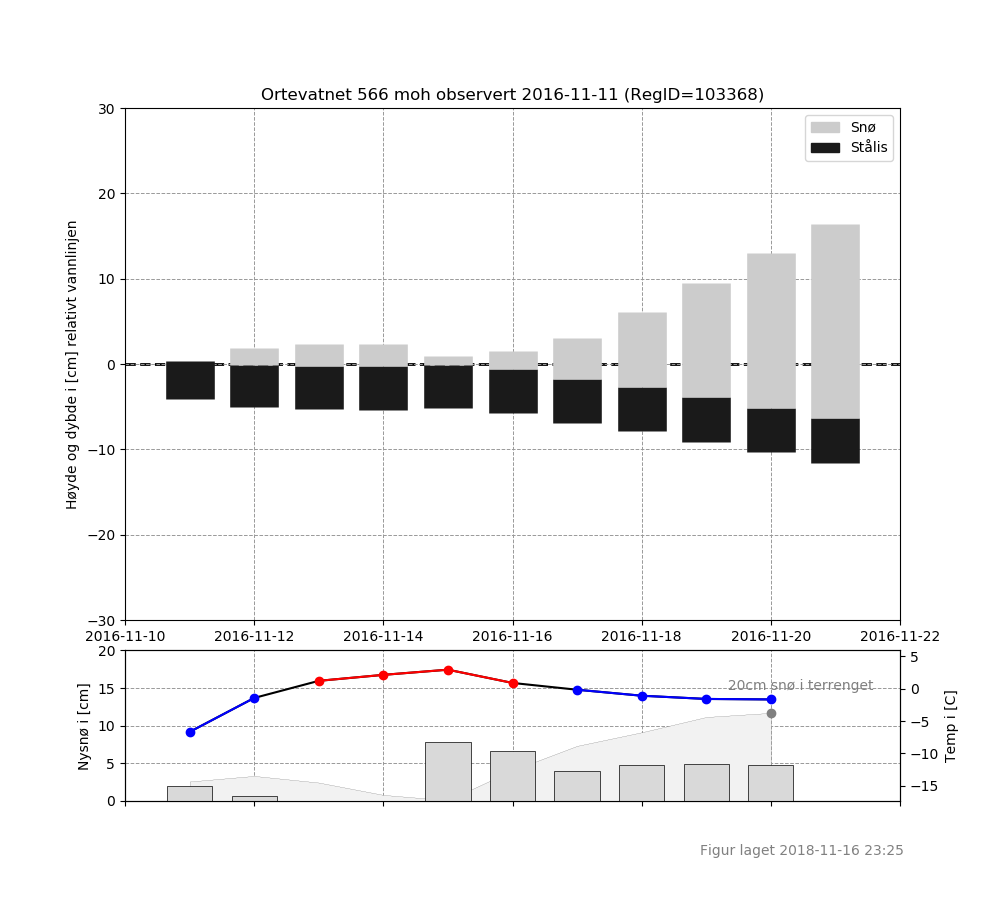 Ortevatnet 566 moh observert 2016-11-11 (RegID=103368)
Snø
Stålis
Høyde og dybde i [cm] relativt vannlinjen
30
20
10
0
−10
−20
−30
2016-11-10 2016-11-12 2016-11-14 2016-11-16 2016-11-18 2016-11-20 2016-11-22
Nysnø i [cm]
20
15
10
5
0
20cm snø i terrenget
5
0
−5
−10
−15
Temp i [C]
Figur laget 2018-11-16 23:25